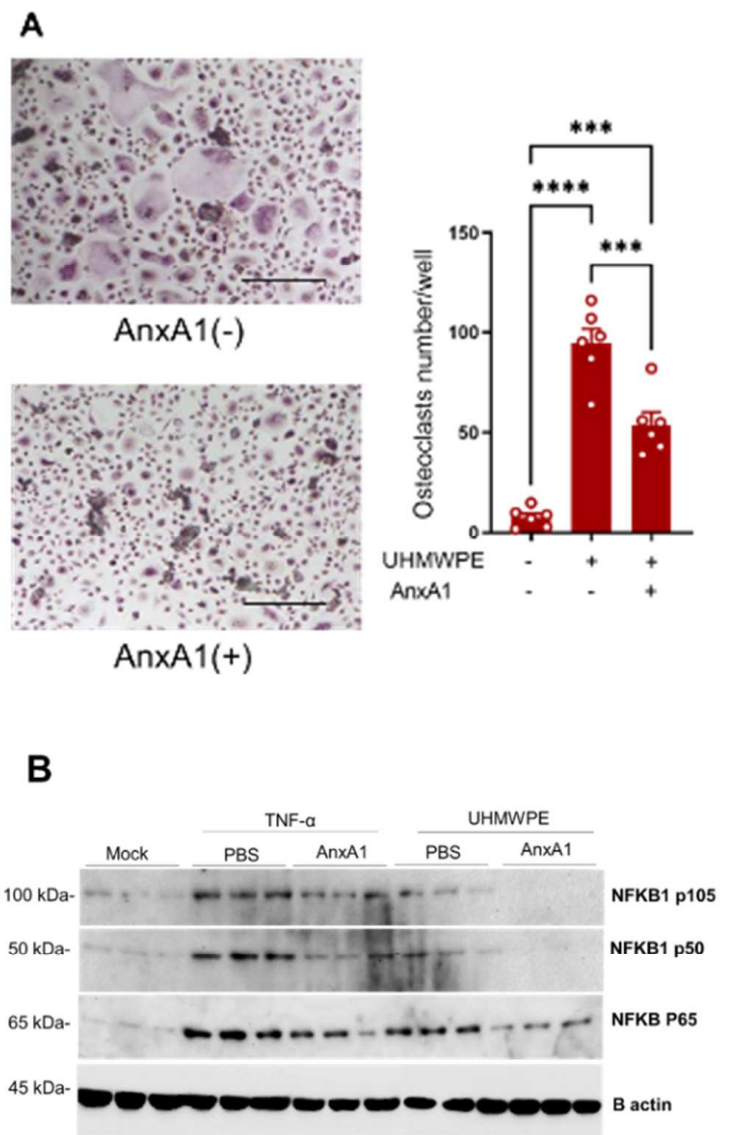 A
AnxA1(-)
AnxA1(+)
***
****
***
150
100
50
0
Osteoclasts number/well
UHMWPE - + +
AnxA1 - - +
B
TNF-α UHMWPE
Mock PBS AnxA1 PBS AnxA1
100 kDa- NFKB1 p105
50 kDa- NFKB1 p50
65 kDa- NFKB P65
45 kDa- B actin